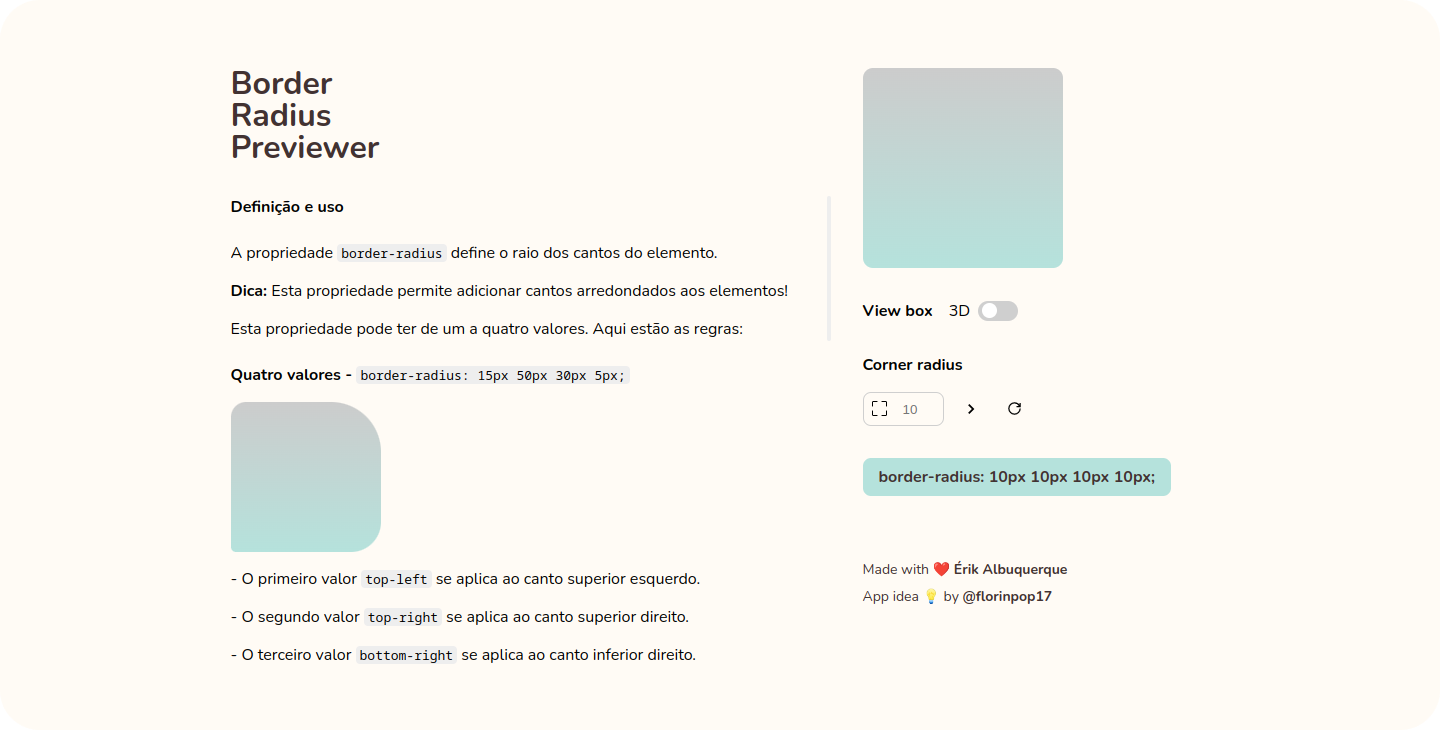 Border
Radius
Previewer
Definição e uso
A propriedade border-radius define o raio dos cantos do elemento.
Dica: Esta propriedade permite adicionar cantos arredondados aos elementos!
Esta propriedade pode ter de um a quatro valores. Aqui estão as regras:
Quatro valores - border-radius: 15px 50px 30px 5px;
- O primeiro valor top-left se aplica ao canto superior esquerdo.
- O segundo valor top-right se aplica ao canto superior direito.
- O terceiro valor bottom-right se aplica ao canto inferior direito.
View box 3D
Corner radius
10
border-radius: 10px 10px 10px 10px;
Made with ❤️ Érik Albuquerque
App idea 💡 by @florinpop17